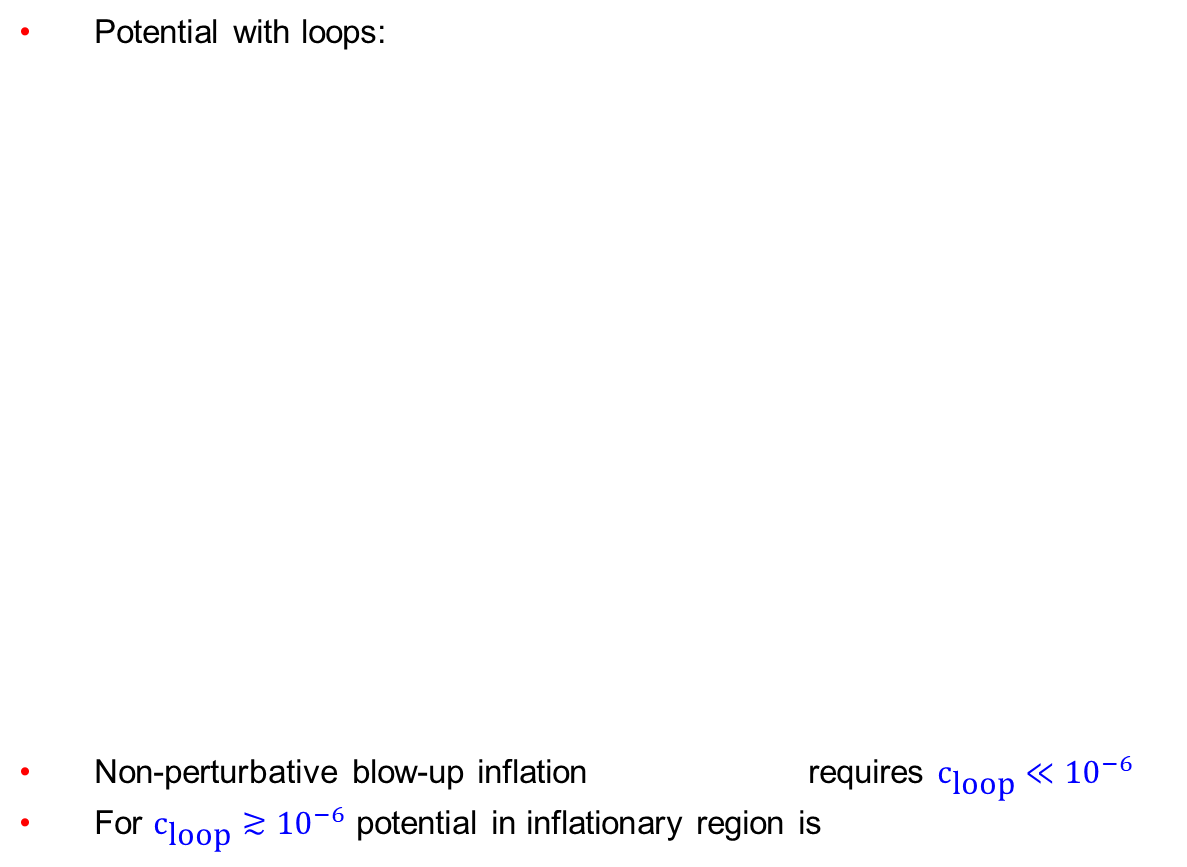 • Potential with loops:
• Non-perturbative blow-up inflation requires c_loop ≪ 10⁻⁶
• For c_loop ≳ 10⁻⁶ potential in inflationary region is